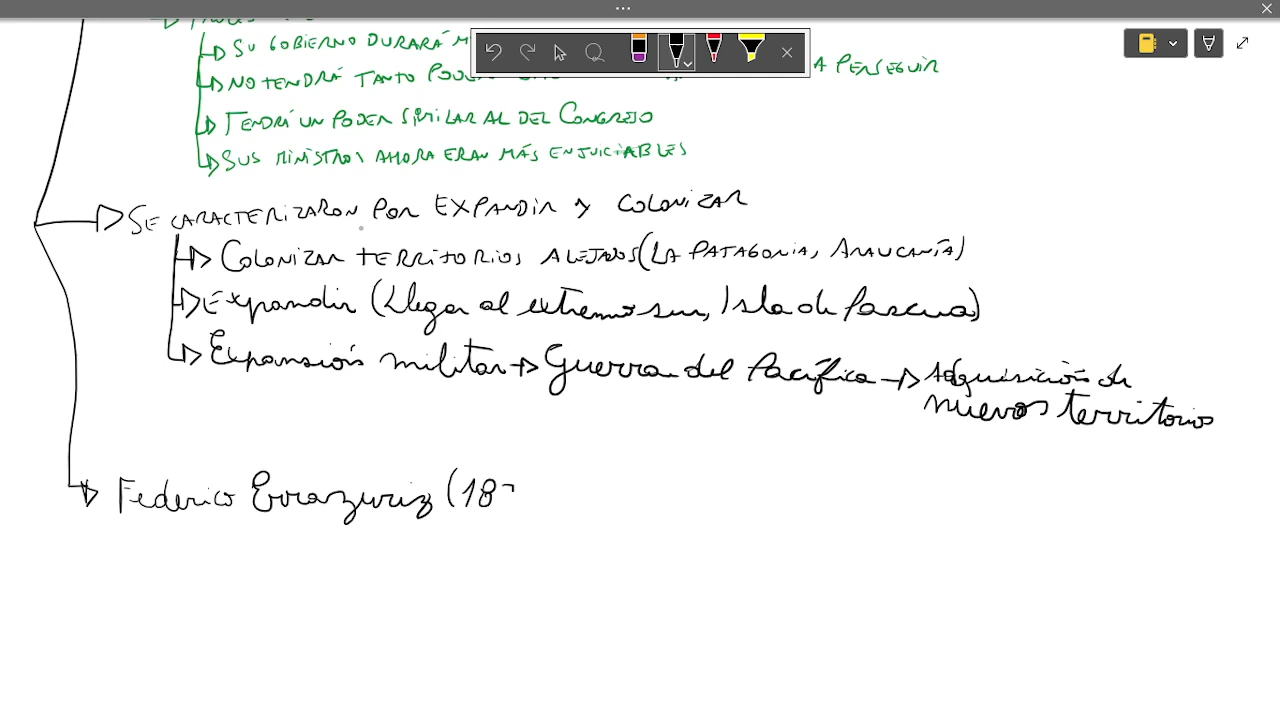 SU GOBIERNO DURARÁ
NO TENDRÁ TANTO A PERSEGUIR
TENDRÁ UN PODER SIMILAR AL DEL CONGRESO
SUS MINISTROS AHORA ERAN MÁS ENJUICIABLES
SE CARACTERIZARON POR EXPANDIR Y COLONIZAR
COLONIZAR TERRITORIOS ALEJADOS (LA PATAGONIA, ARAUCANÍA)
Expandir (Llegar al extremo sur, Isla de Pascua)
Expansión militar → Guerra del Pacífico → Adquisición de
nuevos territorios
Federico Errazuriz (18